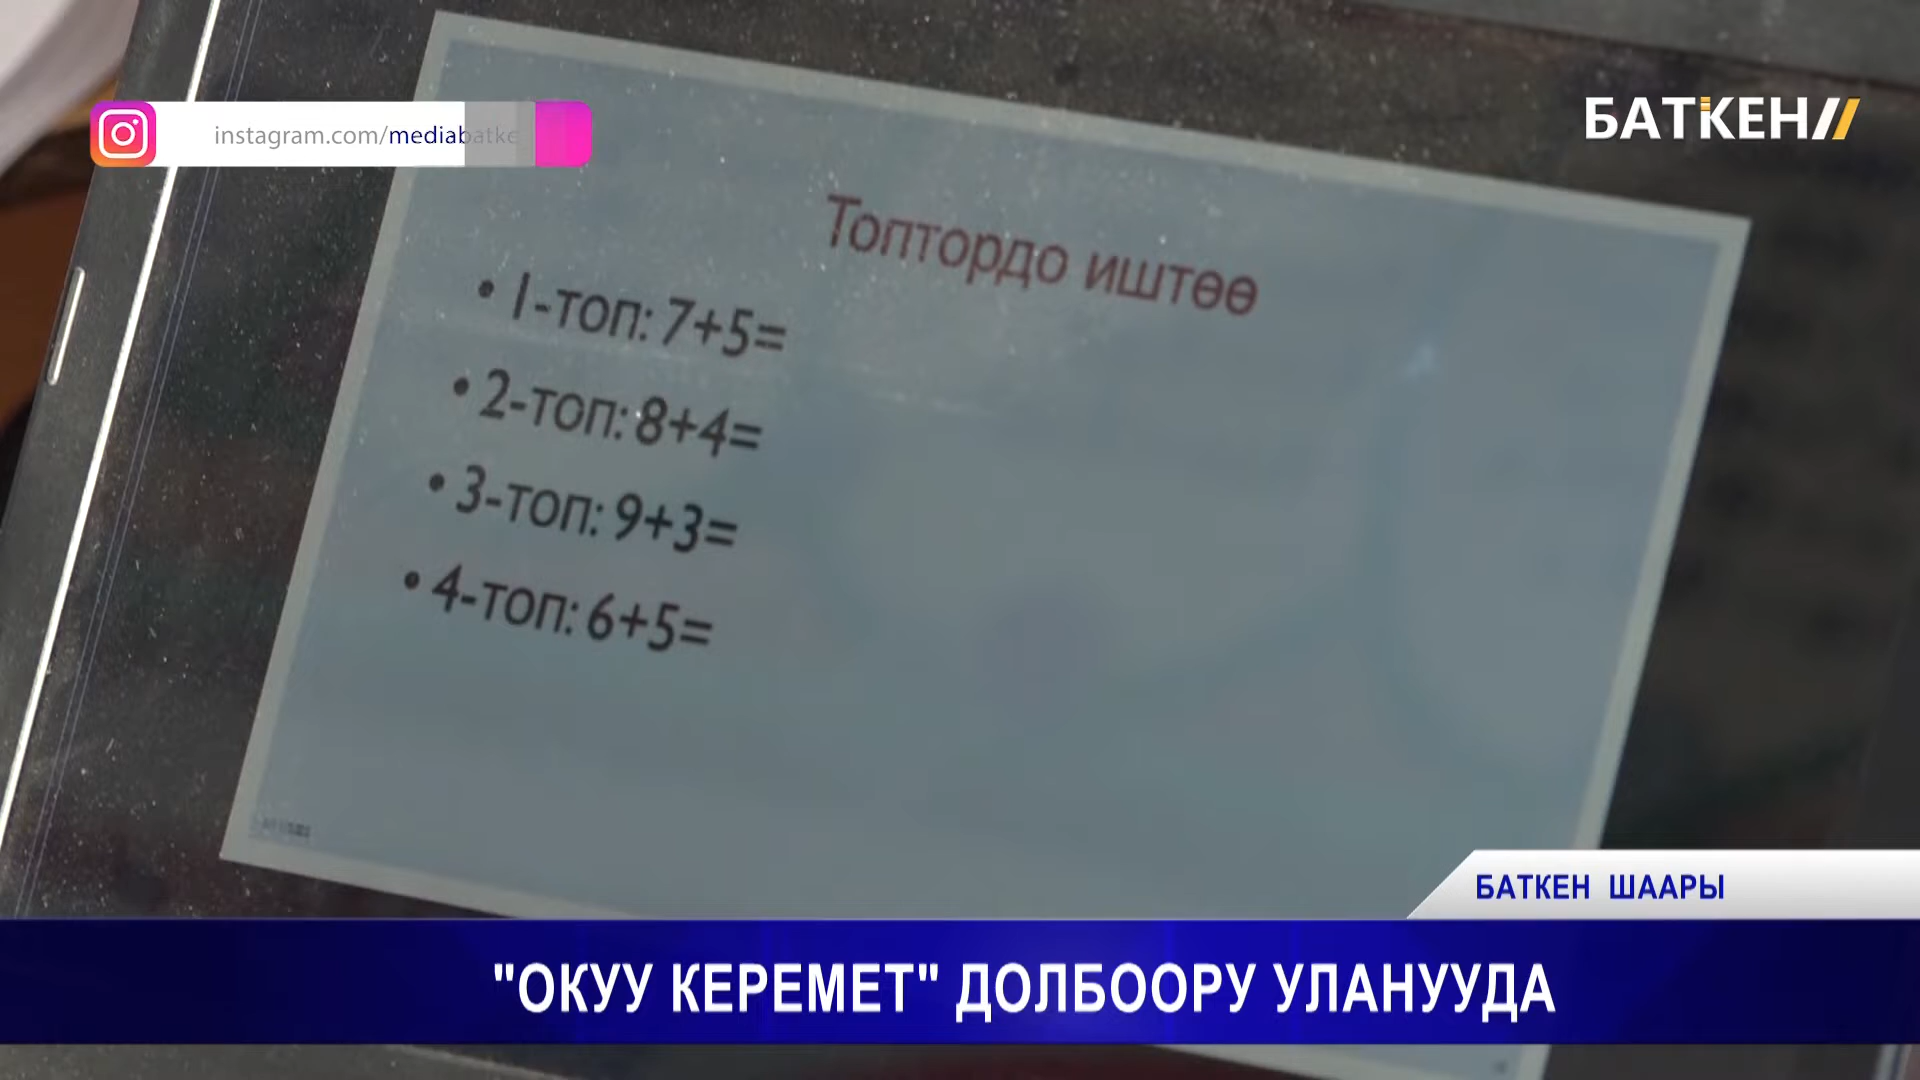 instagram.com/mediabatke
БАТКЕН
Топтордо иштөө
• 1-топ: 7+5=
• 2-топ: 8+4=
• 3-топ: 9+3=
• 4-топ: 6+5=
БАТКЕН ШААРЫ
"ОКУУ КЕРЕМЕТ" ДОЛБООРУ УЛАНУУДА